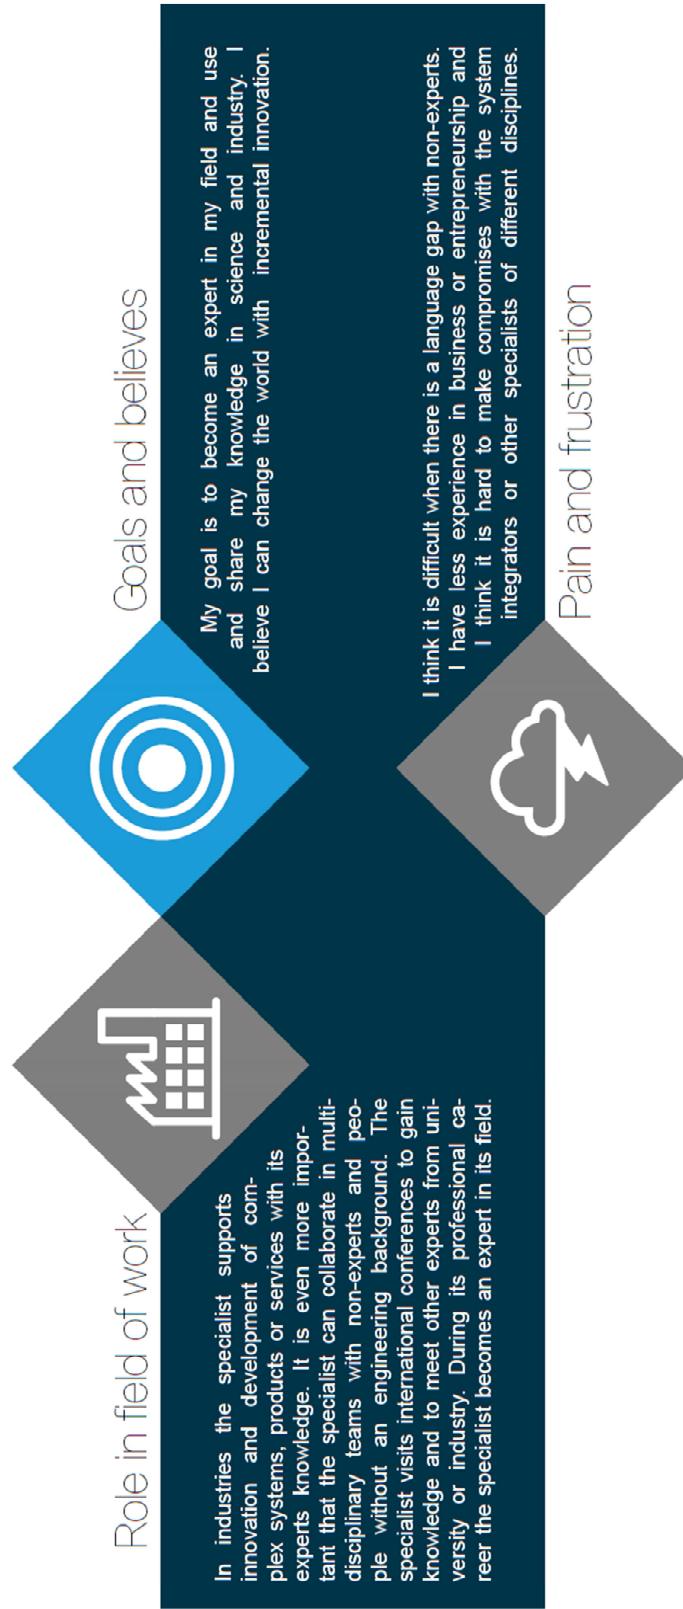 Role in field of work
In industries the specialist supports
innovation and development of com-
plex systems, products or services with its
experts knowledge. It is even more impor-
tant that the specialist can collaborate in multi-
disciplinary teams with non-experts and peo-
ple without an engineering background. The
specialist visits international conferences to gain
knowledge and to meet other experts from uni-
versity or industry. During its professional ca-
reer the specialist becomes an expert in its field.
Goals and believes
My goal is to become an expert in my field and use
and share my knowledge in science and industry. I
believe I can change the world with incremental innovation.
I think it is difficult when there is a language gap with non-experts.
I have less experience in business or entrepreneurship and
I think it is hard to make compromises with the system
integrators or other specialists of different disciplines.
Pain and frustration